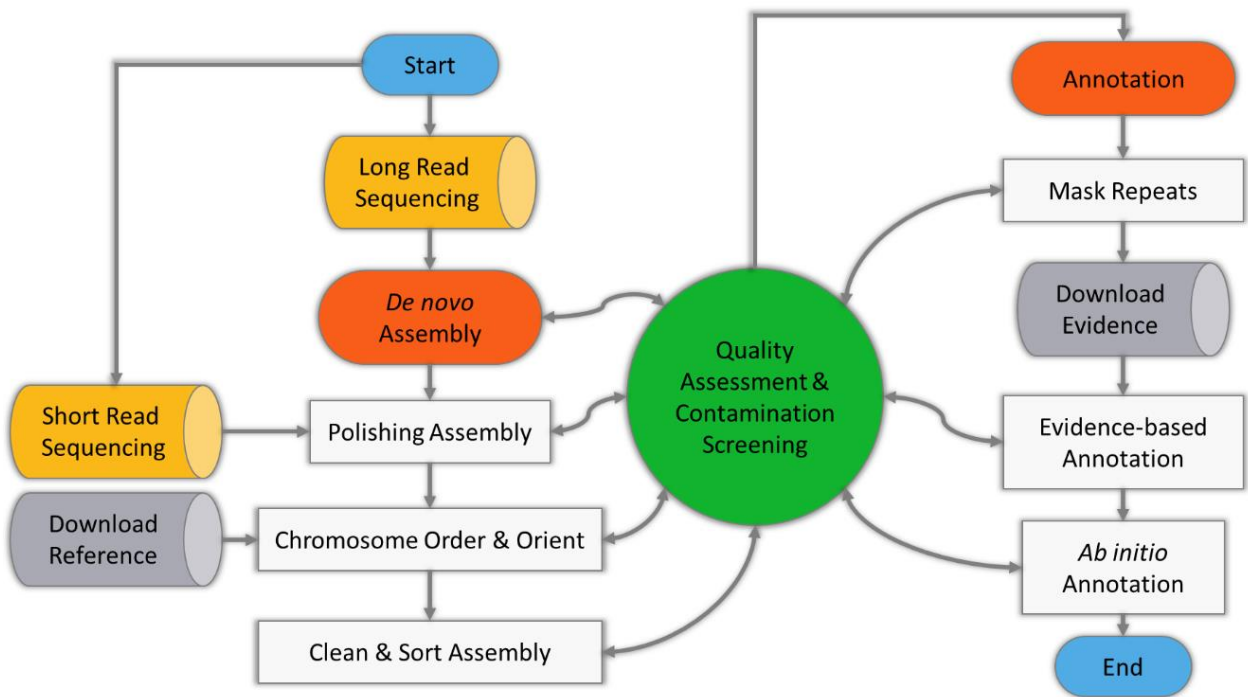 Start
Long Read
Sequencing
De novo
Assembly
Short Read
Sequencing
Polishing Assembly
Download
Reference
Chromosome Order & Orient
Clean & Sort Assembly
Quality
Assessment &
Contamination
Screening
Annotation
Mask Repeats
Download
Evidence
Evidence-based
Annotation
Ab initio
Annotation
End